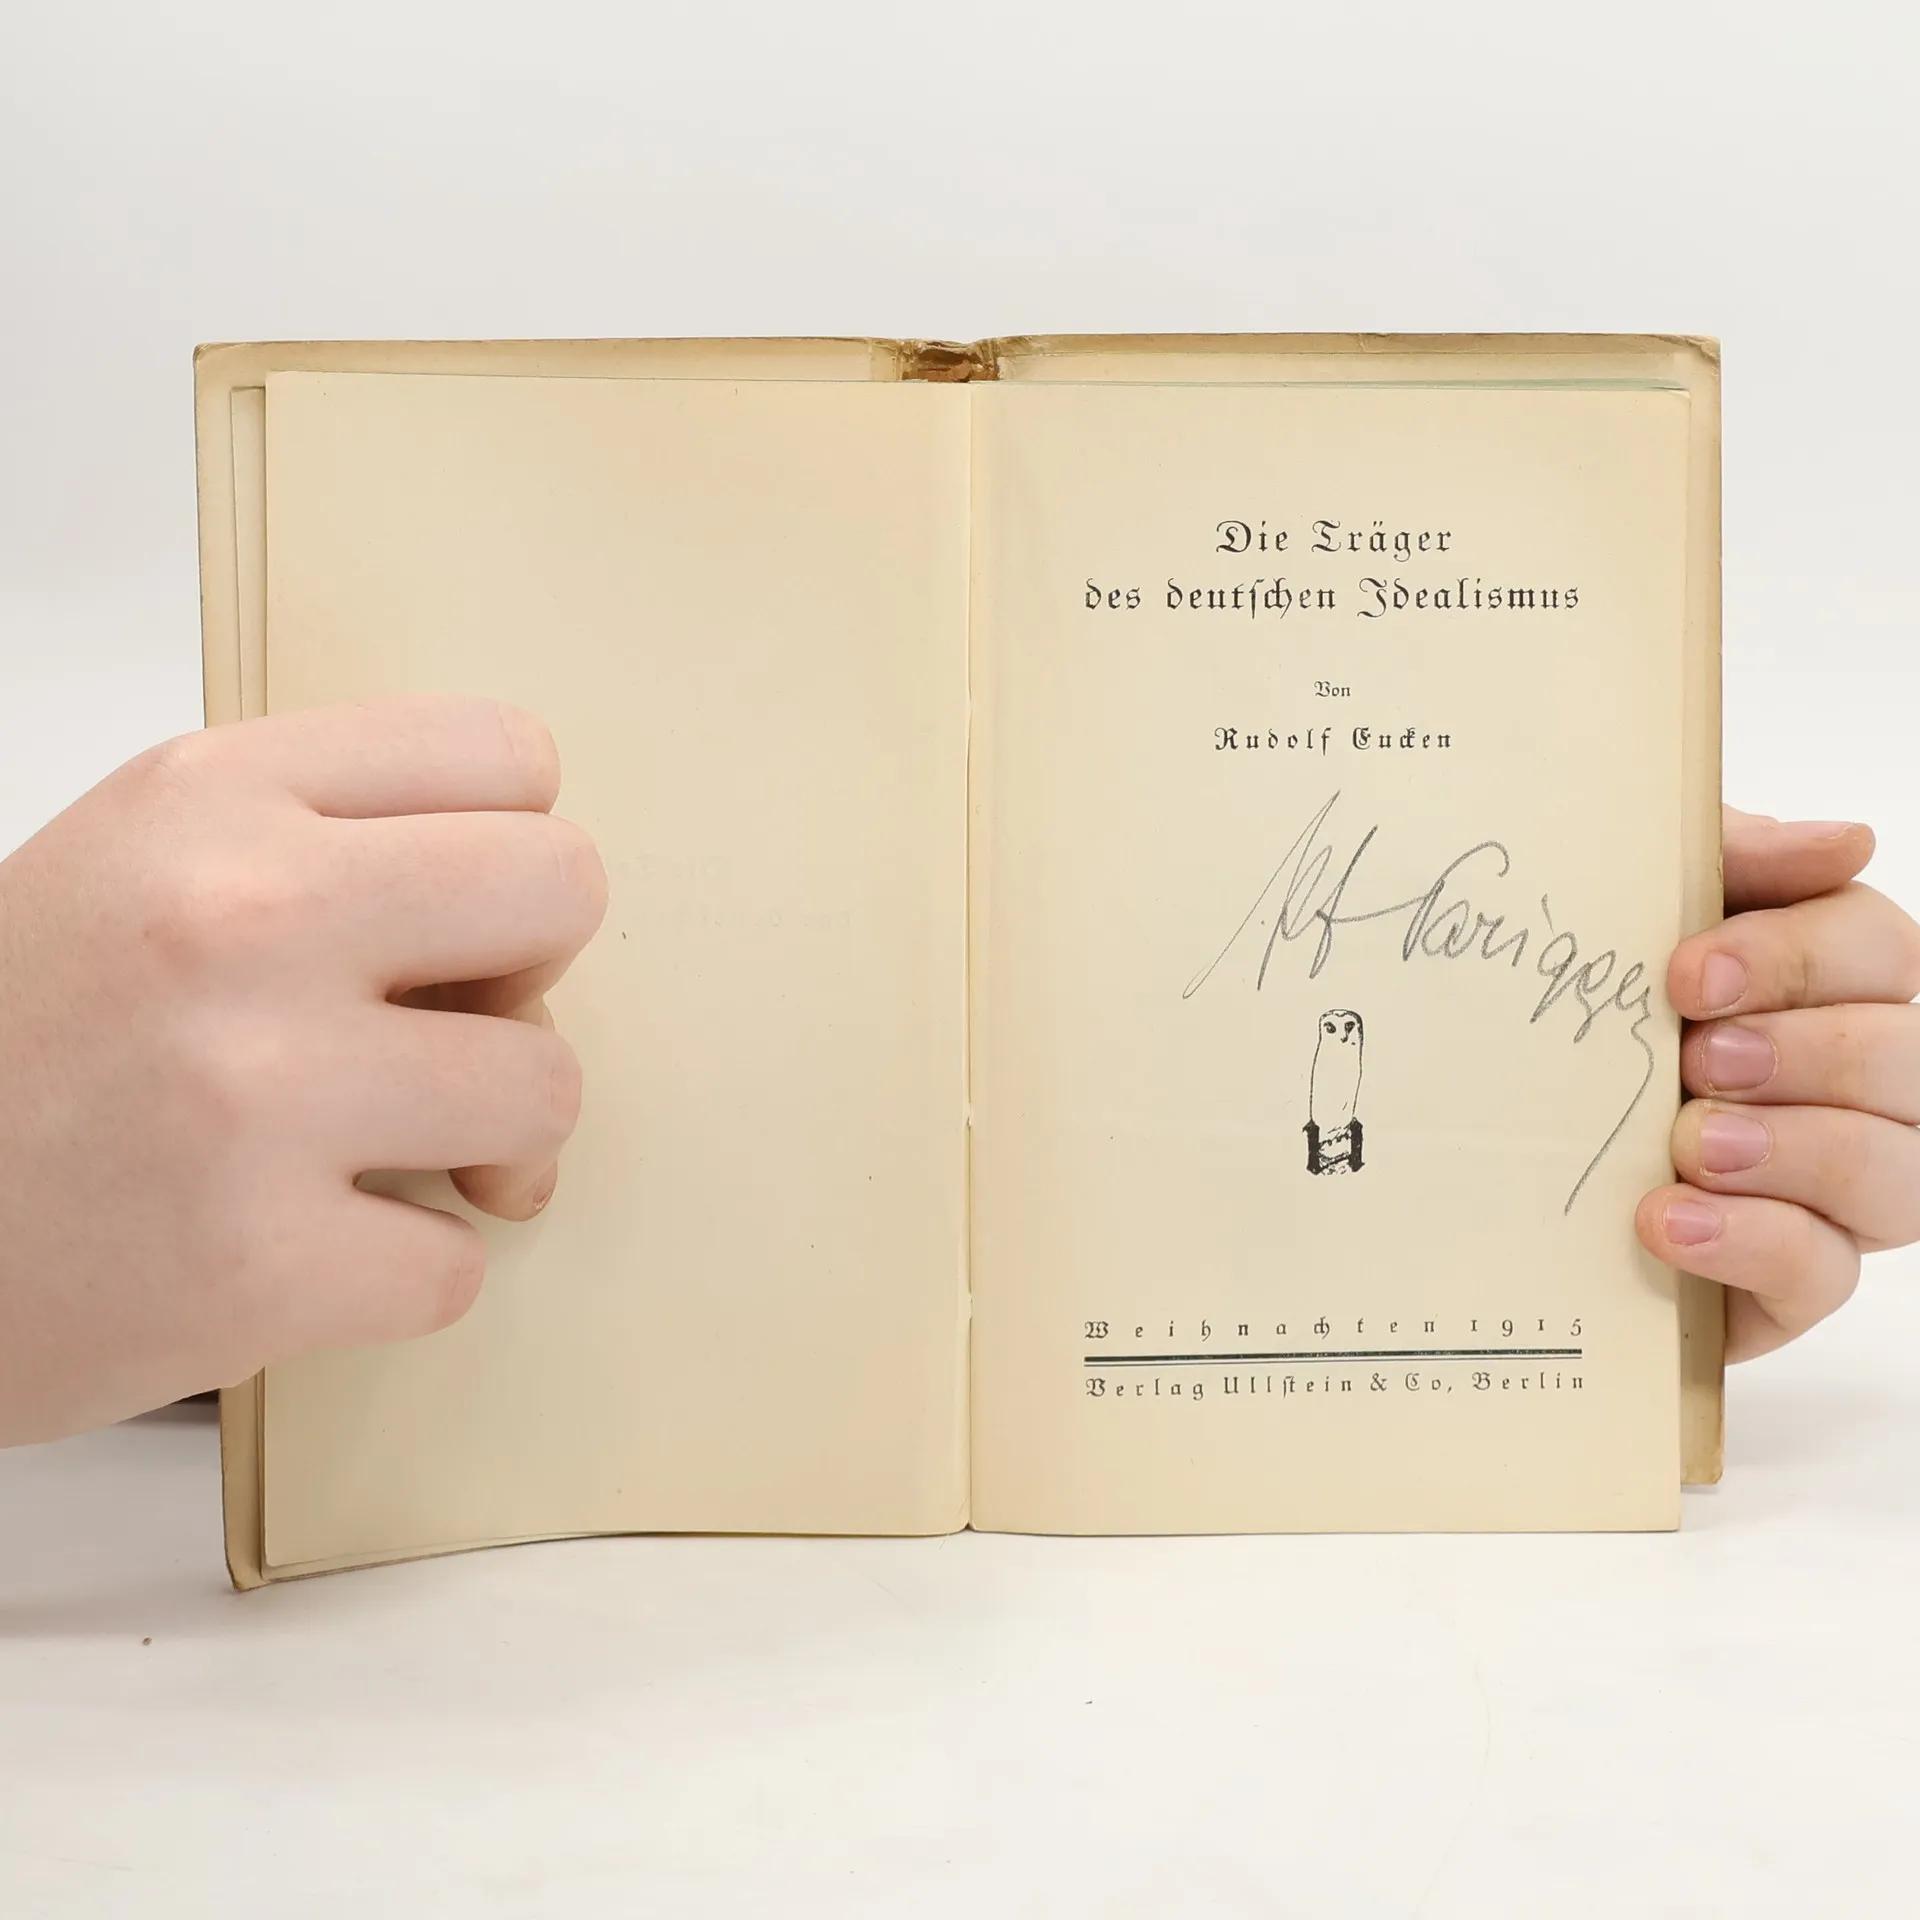 Die Träger
des deutschen Idealismus
Von
Rudolf Eucken
Weihnachten 1915
Verlag Ullstein & Co, Berlin